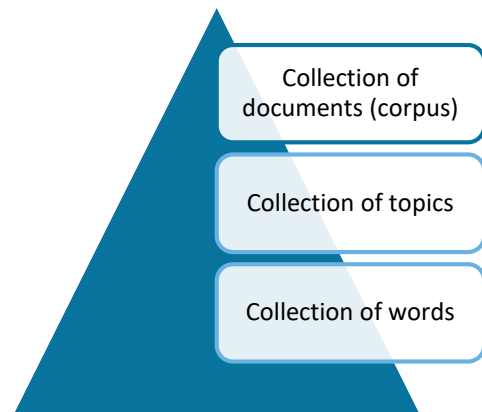 Collection of
documents (corpus)
Collection of topics
Collection of words